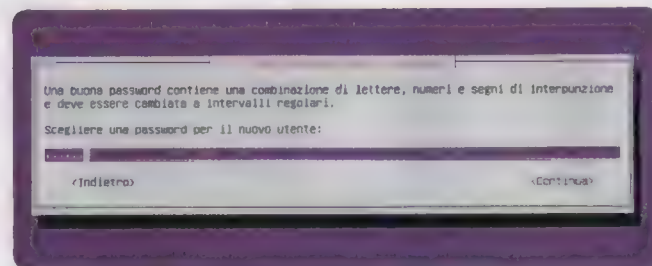 Una buona password contiene una combinazione di lettere, numeri e segni di interpunzione
e deve essere cambiata a intervalli regolari.
Scegliere una password per il nuovo utente:
<Indietro>
<Continua>